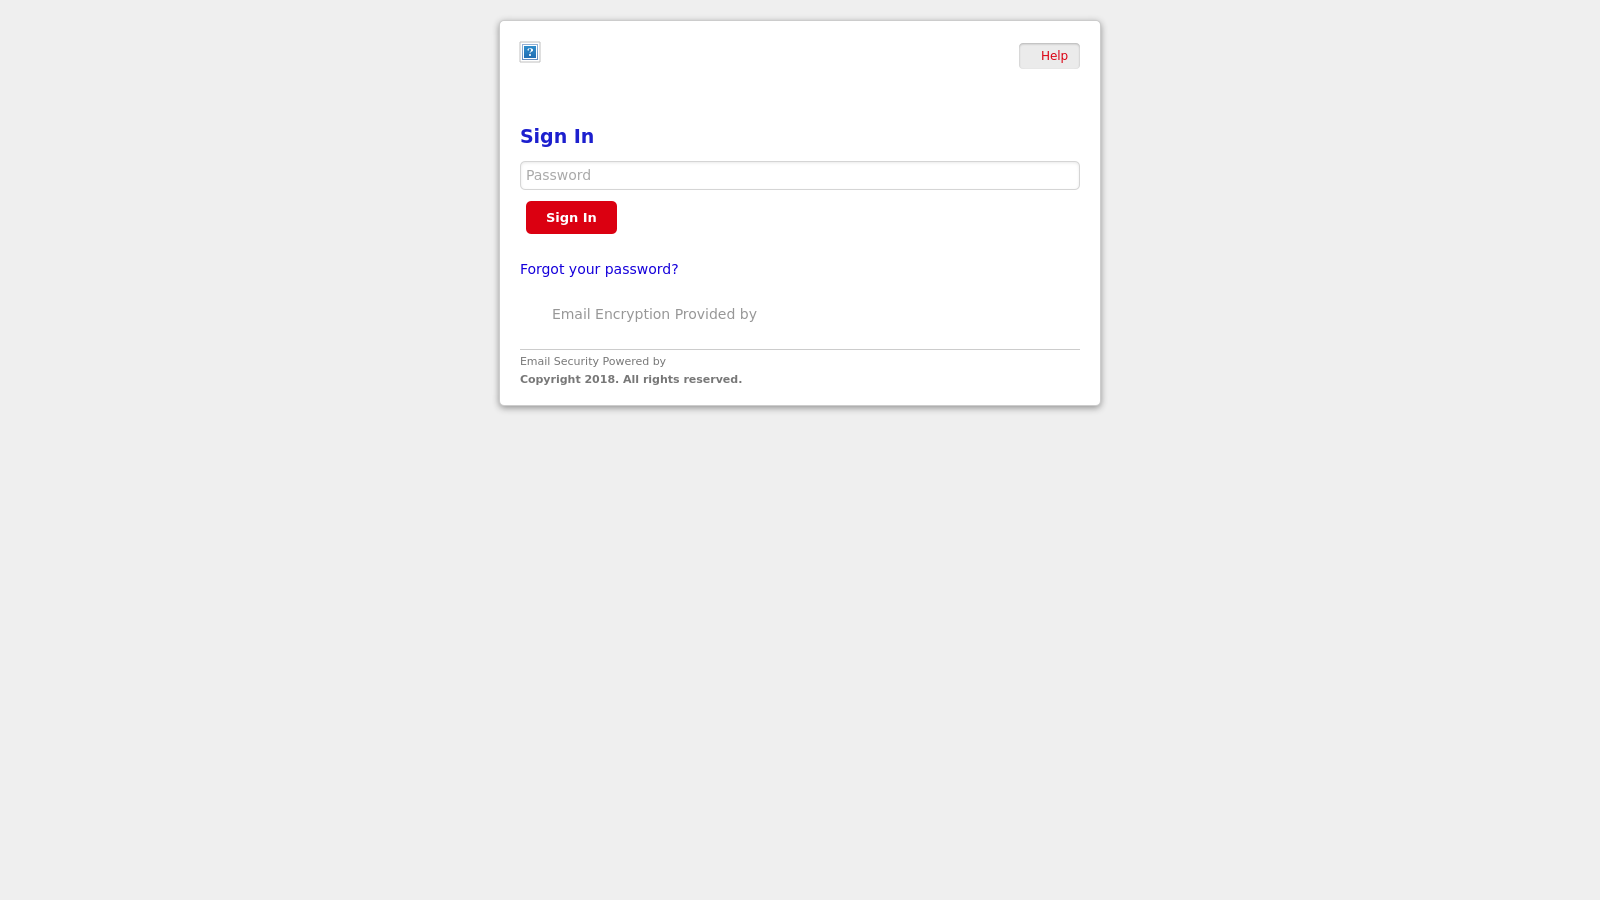 Help
Sign In
Password
Sign In
Forgot your password?
Email Encryption Provided by
Email Security Powered by
Copyright 2018. All rights reserved.